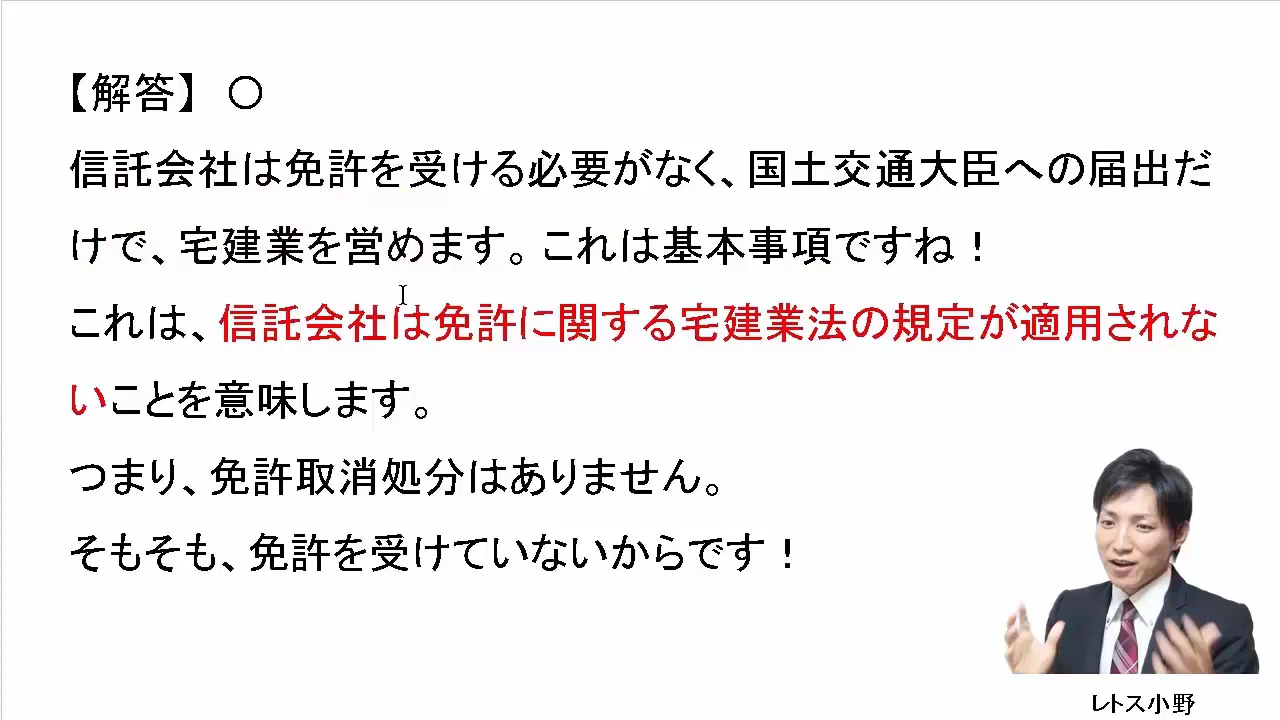 【解答】 ○
信託会社は免許を受ける必要がなく、国土交通大臣への届出だ
けで、宅建業を営めます。これは基本事項ですね！
これは、信託会社は免許に関する宅建業法の規定が適用されな
いことを意味します。
つまり、免許取消処分はありません。
そもそも、免許を受けていないからです！
レトス小野